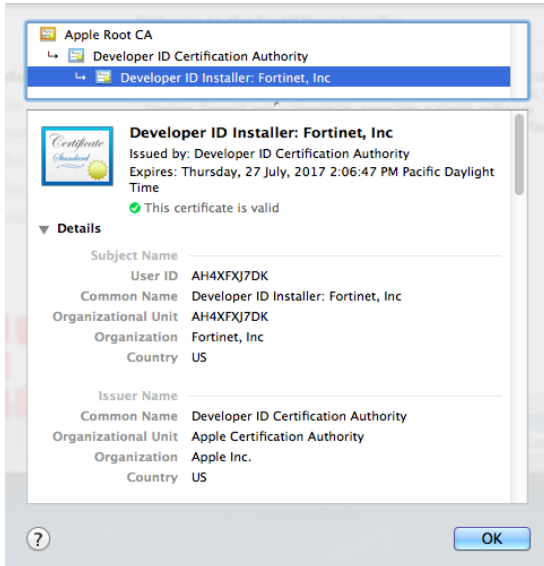 Apple Root CA
Developer ID Certification Authority
Developer ID Installer: Fortinet, Inc
Certificate
Standard
Developer ID Installer: Fortinet, Inc
Issued by: Developer ID Certification Authority
Expires: Thursday, 27 July, 2017 2:06:47 PM Pacific Daylight
Time
This certificate is valid
Details
Subject Name
User ID AH4XFXJ7DK
Common Name Developer ID Installer: Fortinet, Inc
Organizational Unit AH4XFXJ7DK
Organization Fortinet, Inc
Country US
Issuer Name
Common Name Developer ID Certification Authority
Organizational Unit Apple Certification Authority
Organization Apple Inc.
Country US
?
OK